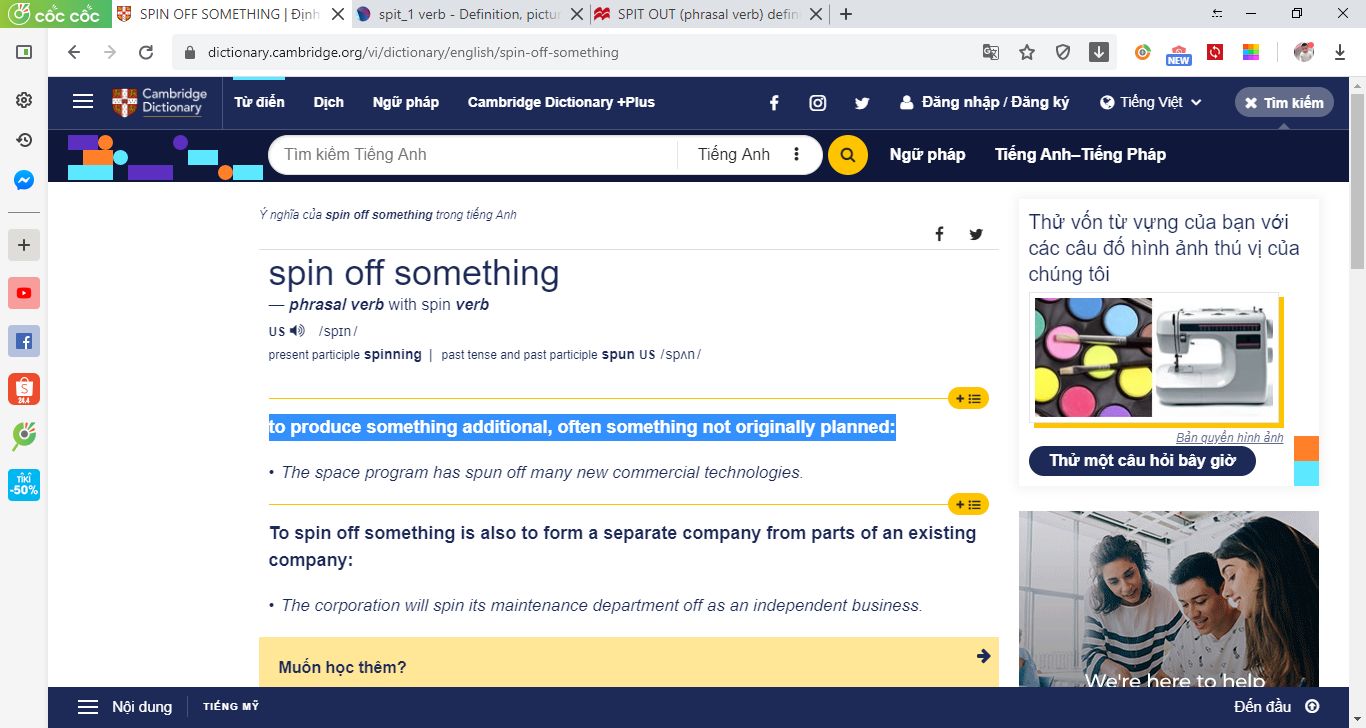 cốc cốc
SPIN OFF SOMETHING | Định
spit_1 verb - Definition, pictur
SPIT OUT (phrasal verb) defini
dictionary.cambridge.org/vi/dictionary/english/spin-off-something
NEW
Cambridge
Dictionary
Từ điển
Dịch
Ngữ pháp
Cambridge Dictionary +Plus
Đăng nhập / Đăng ký
Tiếng Việt
Tìm kiếm
Tìm kiếm Tiếng Anh
Tiếng Anh
Ngữ pháp
Tiếng Anh–Tiếng Pháp
Ý nghĩa của spin off something trong tiếng Anh
spin off something
— phrasal verb with spin verb
US /spɪn/
present participle spinning | past tense and past participle spun US /spʌn/
to produce something additional, often something not originally planned:
• The space program has spun off many new commercial technologies.
To spin off something is also to form a separate company from parts of an existing
company:
• The corporation will spin its maintenance department off as an independent business.
Muốn học thêm?
Thử vốn từ vựng của bạn với
các câu đố hình ảnh thú vị của
chúng tôi
Bản quyền hình ảnh
Thử một câu hỏi bây giờ
We're here to help
24.4
TIKI
-50%
Nội dung
TIẾNG MỸ
Đến đầu